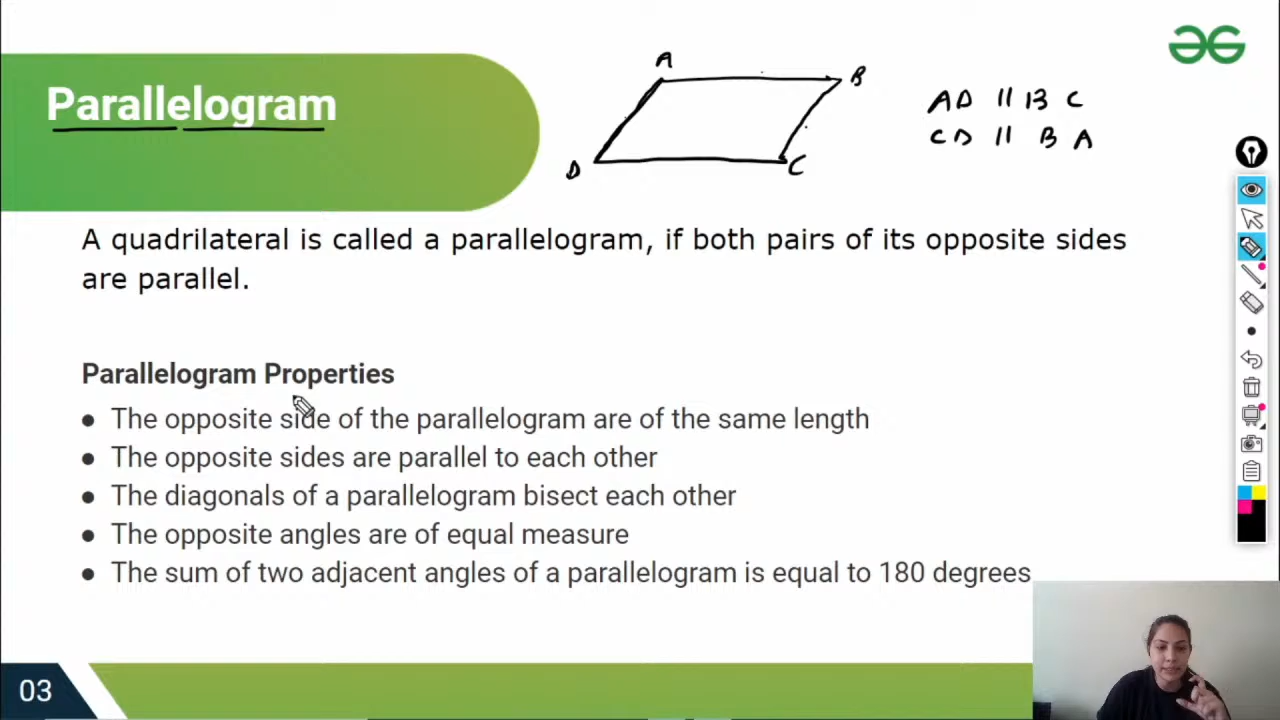 Parallelogram
A
B
D
C
AD || BC
CD || BA
A quadrilateral is called a parallelogram, if both pairs of its opposite sides
are parallel.
Parallelogram Properties
● The opposite side of the parallelogram are of the same length
● The opposite sides are parallel to each other
● The diagonals of a parallelogram bisect each other
● The opposite angles are of equal measure
● The sum of two adjacent angles of a parallelogram is equal to 180 degrees
03